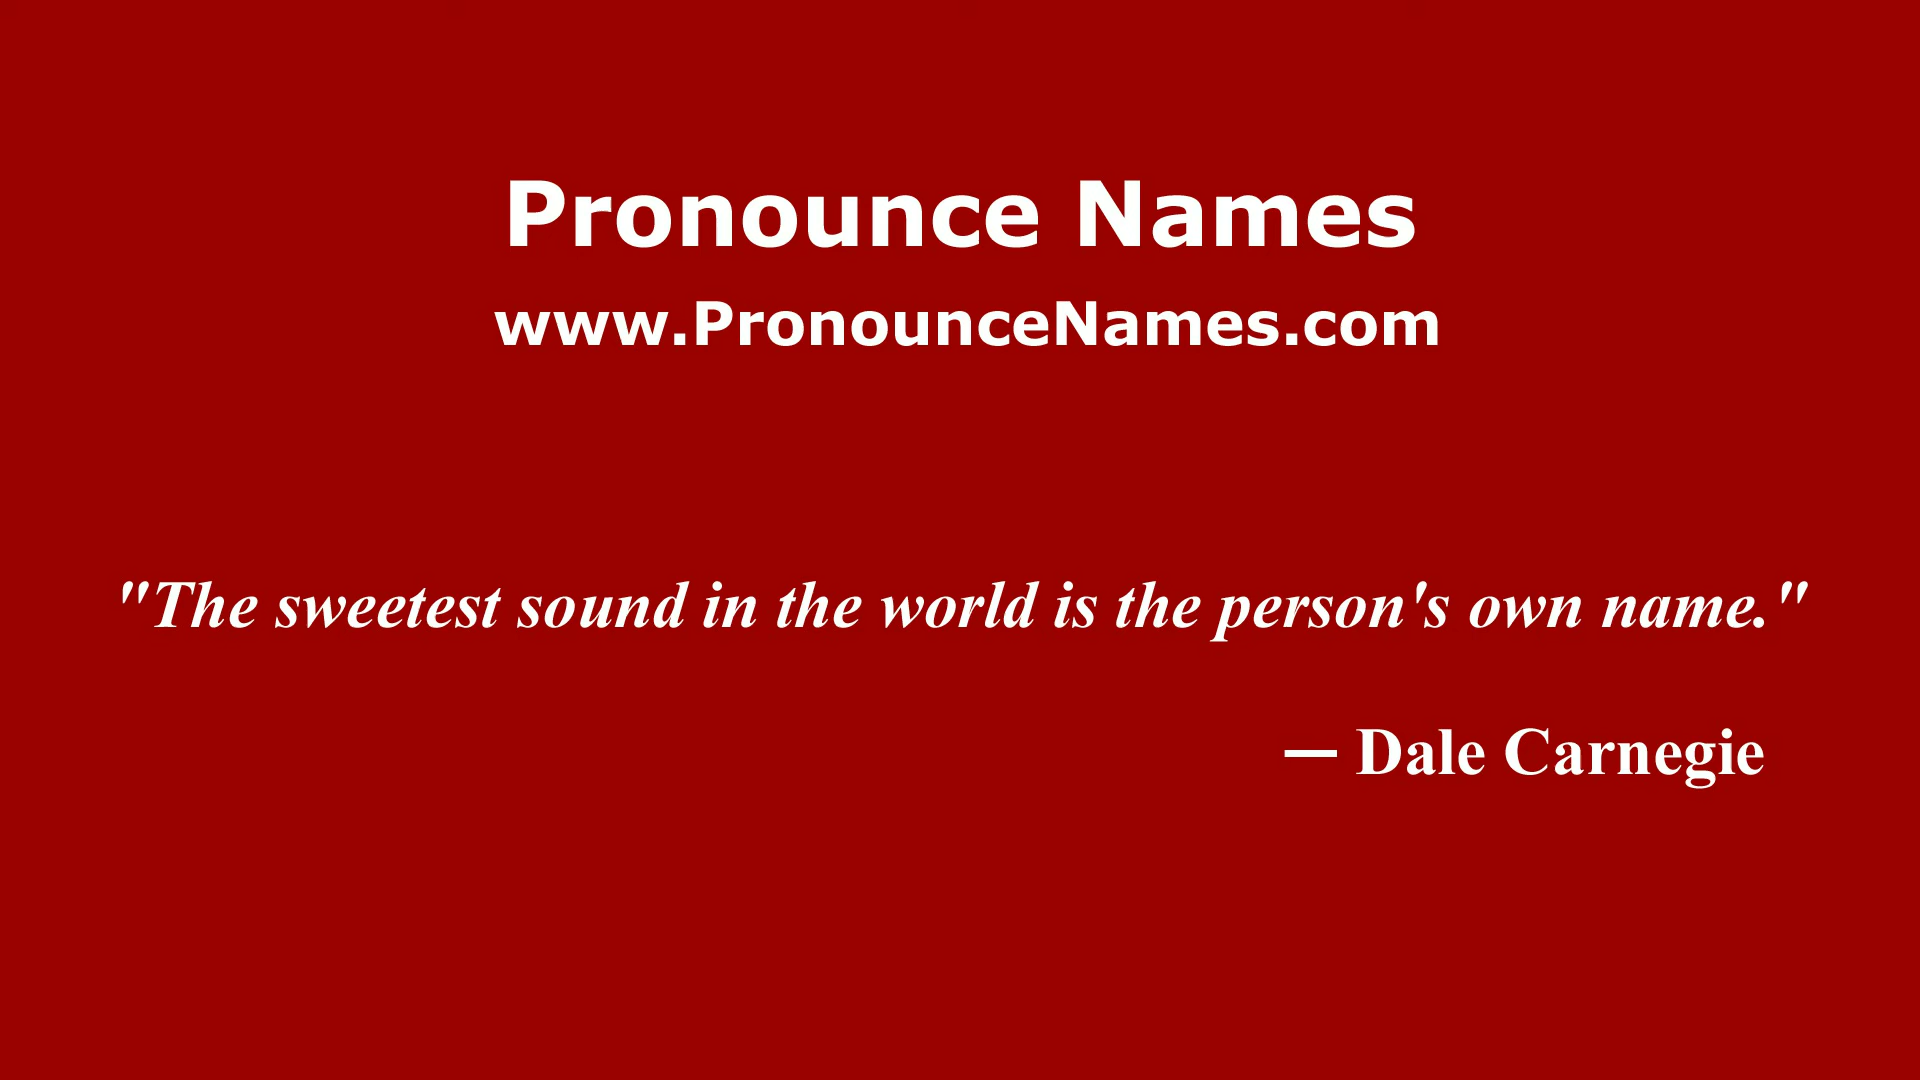 Pronounce Names
www.PronounceNames.com
"The sweetest sound in the world is the person's own name."
— Dale Carnegie